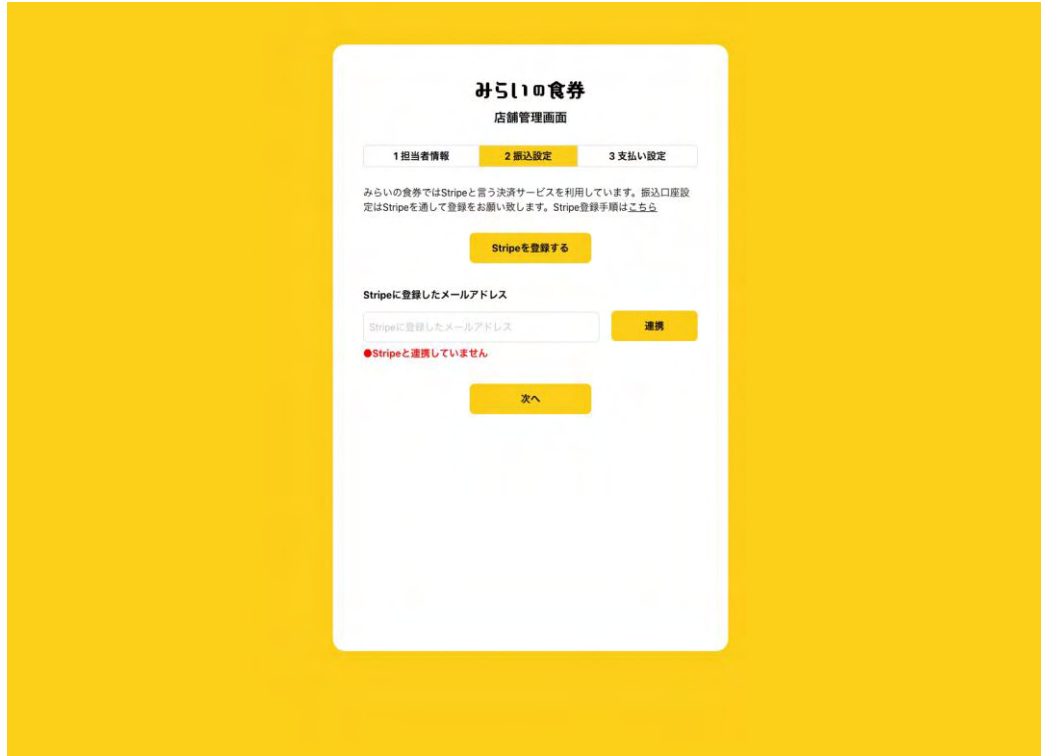 みらいの食券
店舗管理画面
1 担当者情報
2 振込設定
3 支払い設定
みらいの食券ではStripeと言う決済サービスを利用しています。振込口座設
定はStripeを通して登録をお願い致します。Stripe登録手順はこちら
Stripeを登録する
Stripeに登録したメールアドレス
Stripeに登録したメールアドレス
連携
●Stripeと連携していません
次へ